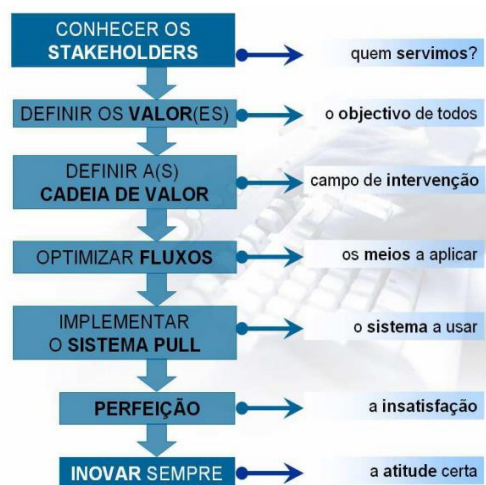 CONHECER OS
STAKEHOLDERS
quem servimos?
DEFINIR OS VALOR(ES)
o objectivo de todos
DEFINIR A(S)
CADEIA DE VALOR
campo de intervenção
OPTIMIZAR FLUXOS
os meios a aplicar
IMPLEMENTAR
O SISTEMA PULL
o sistema a usar
PERFEIÇÃO
a insatisfação
INOVAR SEMPRE
a atitude certa